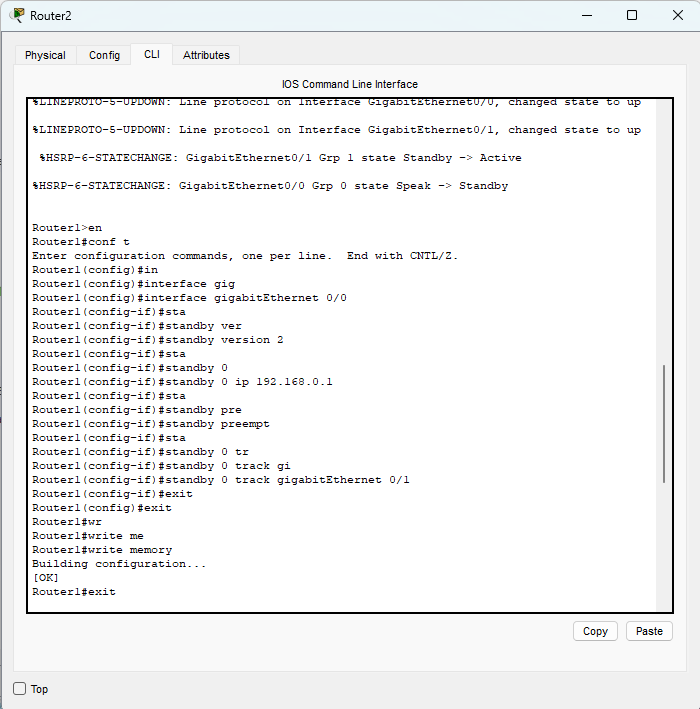 Router2
Physical Config CLI Attributes
IOS Command Line Interface
%LINEPROTO-5-UPDOWN: Line protocol on Interface GigabitEthernet0/0, changed state to up
%LINEPROTO-5-UPDOWN: Line protocol on Interface GigabitEthernet0/1, changed state to up
%HSRP-6-STATECHANGE: GigabitEthernet0/1 Grp 1 state Standby -> Active
%HSRP-6-STATECHANGE: GigabitEthernet0/0 Grp 0 state Speak -> Standby
Router1>en
Router1#conf t
Enter configuration commands, one per line.  End with CNTL/Z.
Router1(config)#in
Router1(config)#interface gig
Router1(config)#interface gigabitEthernet 0/0
Router1(config-if)#sta
Router1(config-if)#standby ver
Router1(config-if)#standby version 2
Router1(config-if)#sta
Router1(config-if)#standby 0
Router1(config-if)#standby 0 ip 192.168.0.1
Router1(config-if)#sta
Router1(config-if)#standby pre
Router1(config-if)#standby preempt
Router1(config-if)#sta
Router1(config-if)#standby 0 tr
Router1(config-if)#standby 0 track gi
Router1(config-if)#standby 0 track gigabitEthernet 0/1
Router1(config-if)#exit
Router1(config)#exit
Router1#wr
Router1#write me
Router1#write memory
Building configuration...
[OK]
Router1#exit
Copy Paste
Top